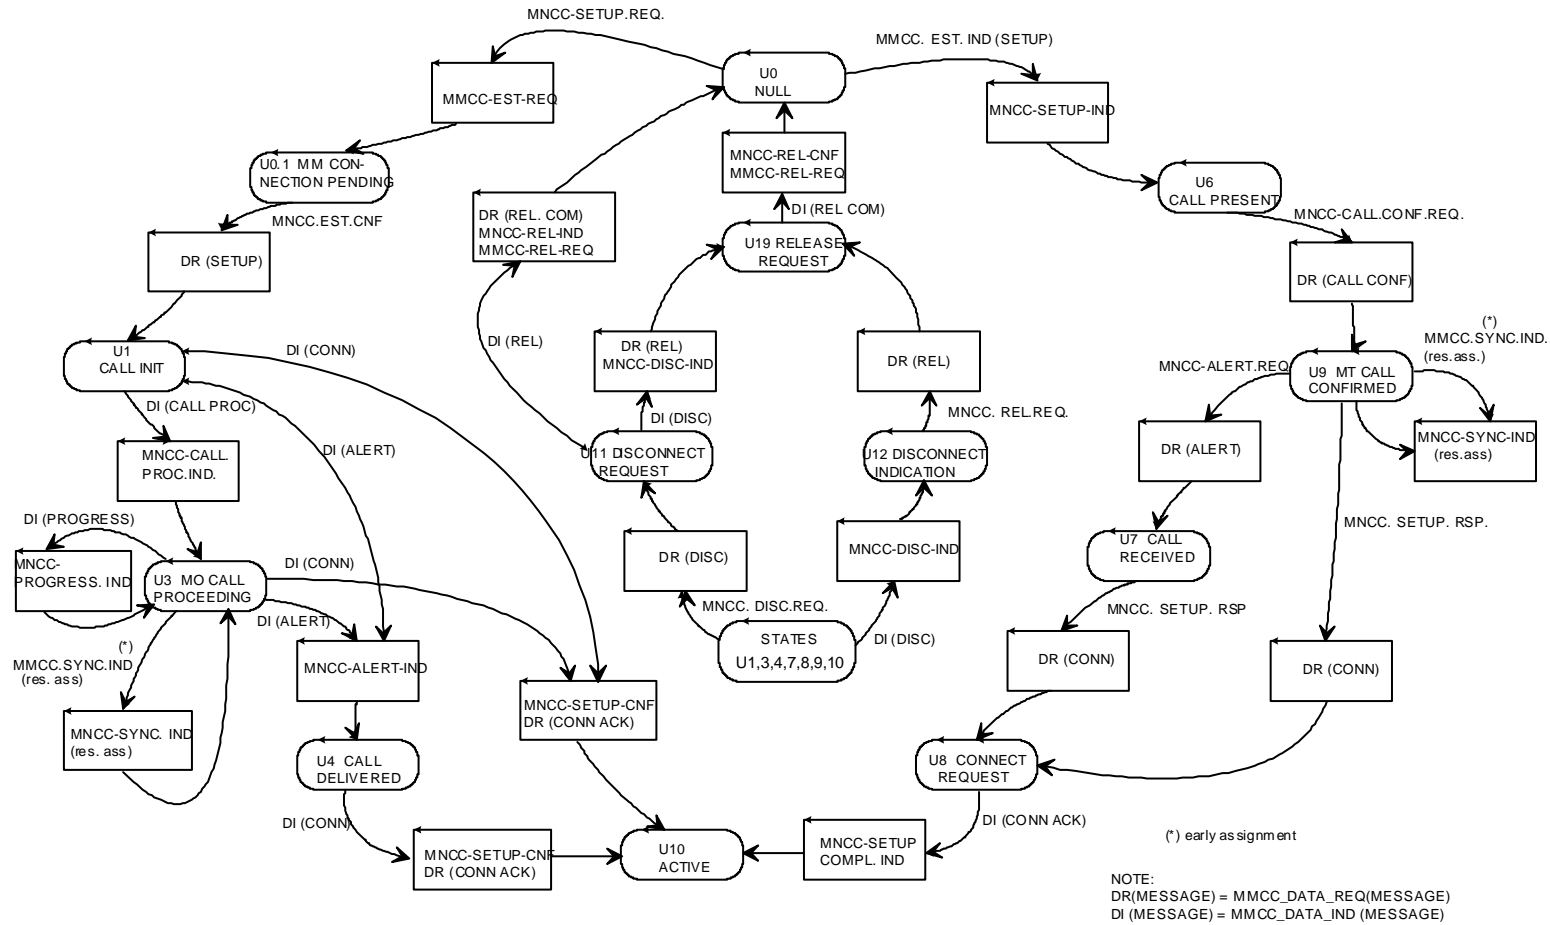 MNCC-SETUP.REQ.
MMCC. EST. IND (SETUP)
U0
NULL
MMCC-EST-REQ
MNCC-SETUP-IND
MNCC-REL-CNF
MMCC-REL-REQ
U0.1 MM CON-
NECTION PENDING
U6
CALL PRESENT
MNCC.EST.CNF
DR (REL. COM)
MNCC-REL-IND
MMCC-REL-REQ
DI (REL COM)
MNCC-CALL.CONF.REQ.
DR (SETUP)
U19 RELEASE
REQUEST
DR (CALL CONF)
(*)
MMCC.SYNC.IND.
(res.ass.)
U1
CALL INIT
DI (CONN)
DI (REL)
DR (REL)
MNCC-DISC-IND
DR (REL)
MNCC-ALERT.REQ
U9 MT CALL
CONFIRMED
DI (CALL PROC)
DI (DISC)
MNCC. REL.REQ.
MNCC-CALL.
PROC.IND.
DI (ALERT)
U11 DISCONNECT
REQUEST
U12 DISCONNECT
INDICATION
DR (ALERT)
MNCC-SYNC-IND
(res.ass)
DI (PROGRESS)
MNCC-
PROGRESS. IND
U3 MO CALL
PROCEEDING
DI (CONN)
DR (DISC)
MNCC-DISC-IND
U7 CALL
RECEIVED
MNCC. SETUP. RSP.
DI (ALERT)
MNCC. DISC.REQ.
MNCC. SETUP. RSP
STATES
U1,3,4,7,8,9,10
DI (DISC)
(*)
MMCC.SYNC.IND
(res. ass)
MNCC-ALERT-IND
DR (CONN)
DR (CONN)
MNCC-SETUP-CNF
DR (CONN ACK)
MNCC-SYNC. IND
(res. ass)
U4 CALL
DELIVERED
U8 CONNECT
REQUEST
DI (CONN)
DI (CONN ACK)
(*) early assignment
MNCC-SETUP-CNF
DR (CONN ACK)
U10
ACTIVE
MNCC-SETUP
COMPL. IND
NOTE:
DR(MESSAGE) = MMCC_DATA_REQ(MESSAGE)
DI (MESSAGE) = MMCC_DATA_IND (MESSAGE)